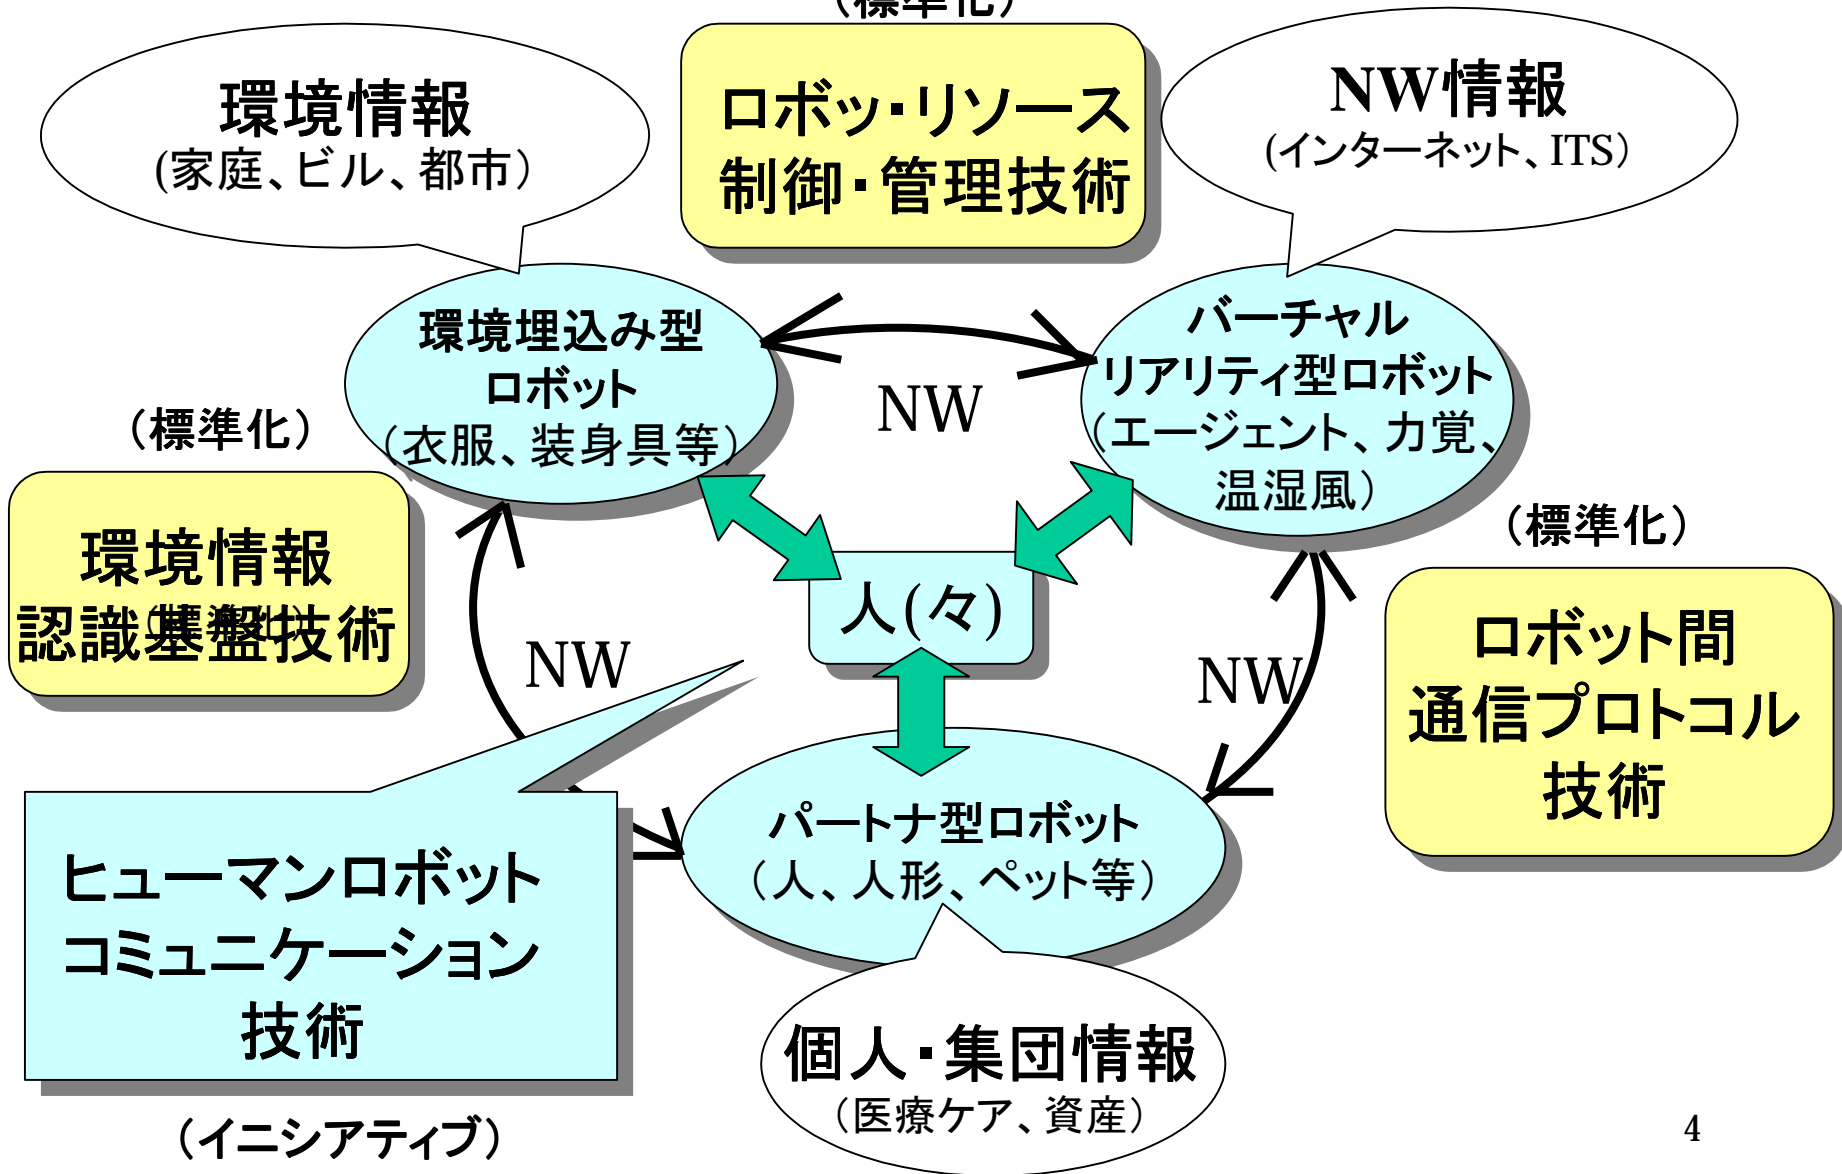 （標準化）
環境情報
(家庭、ビル、都市）
ロボッ・リソース
制御・管理技術
NW情報
(インターネット、ITS）
環境埋込み型
ロボット
（衣服、装身具等）
NW
バーチャル
リアリティ型ロボット
（エージェント、力覚、
温湿風）
（標準化）
環境情報
認識基盤技術
（標準化）
人(々)
NW
NW
（標準化）
ロボット間
通信プロトコル
技術
パートナ型ロボット
（人、人形、ペット等）
ヒューマンロボット
コミュニケーション
技術
（イニシアティブ）
個人・集団情報
（医療ケア、資産）
4